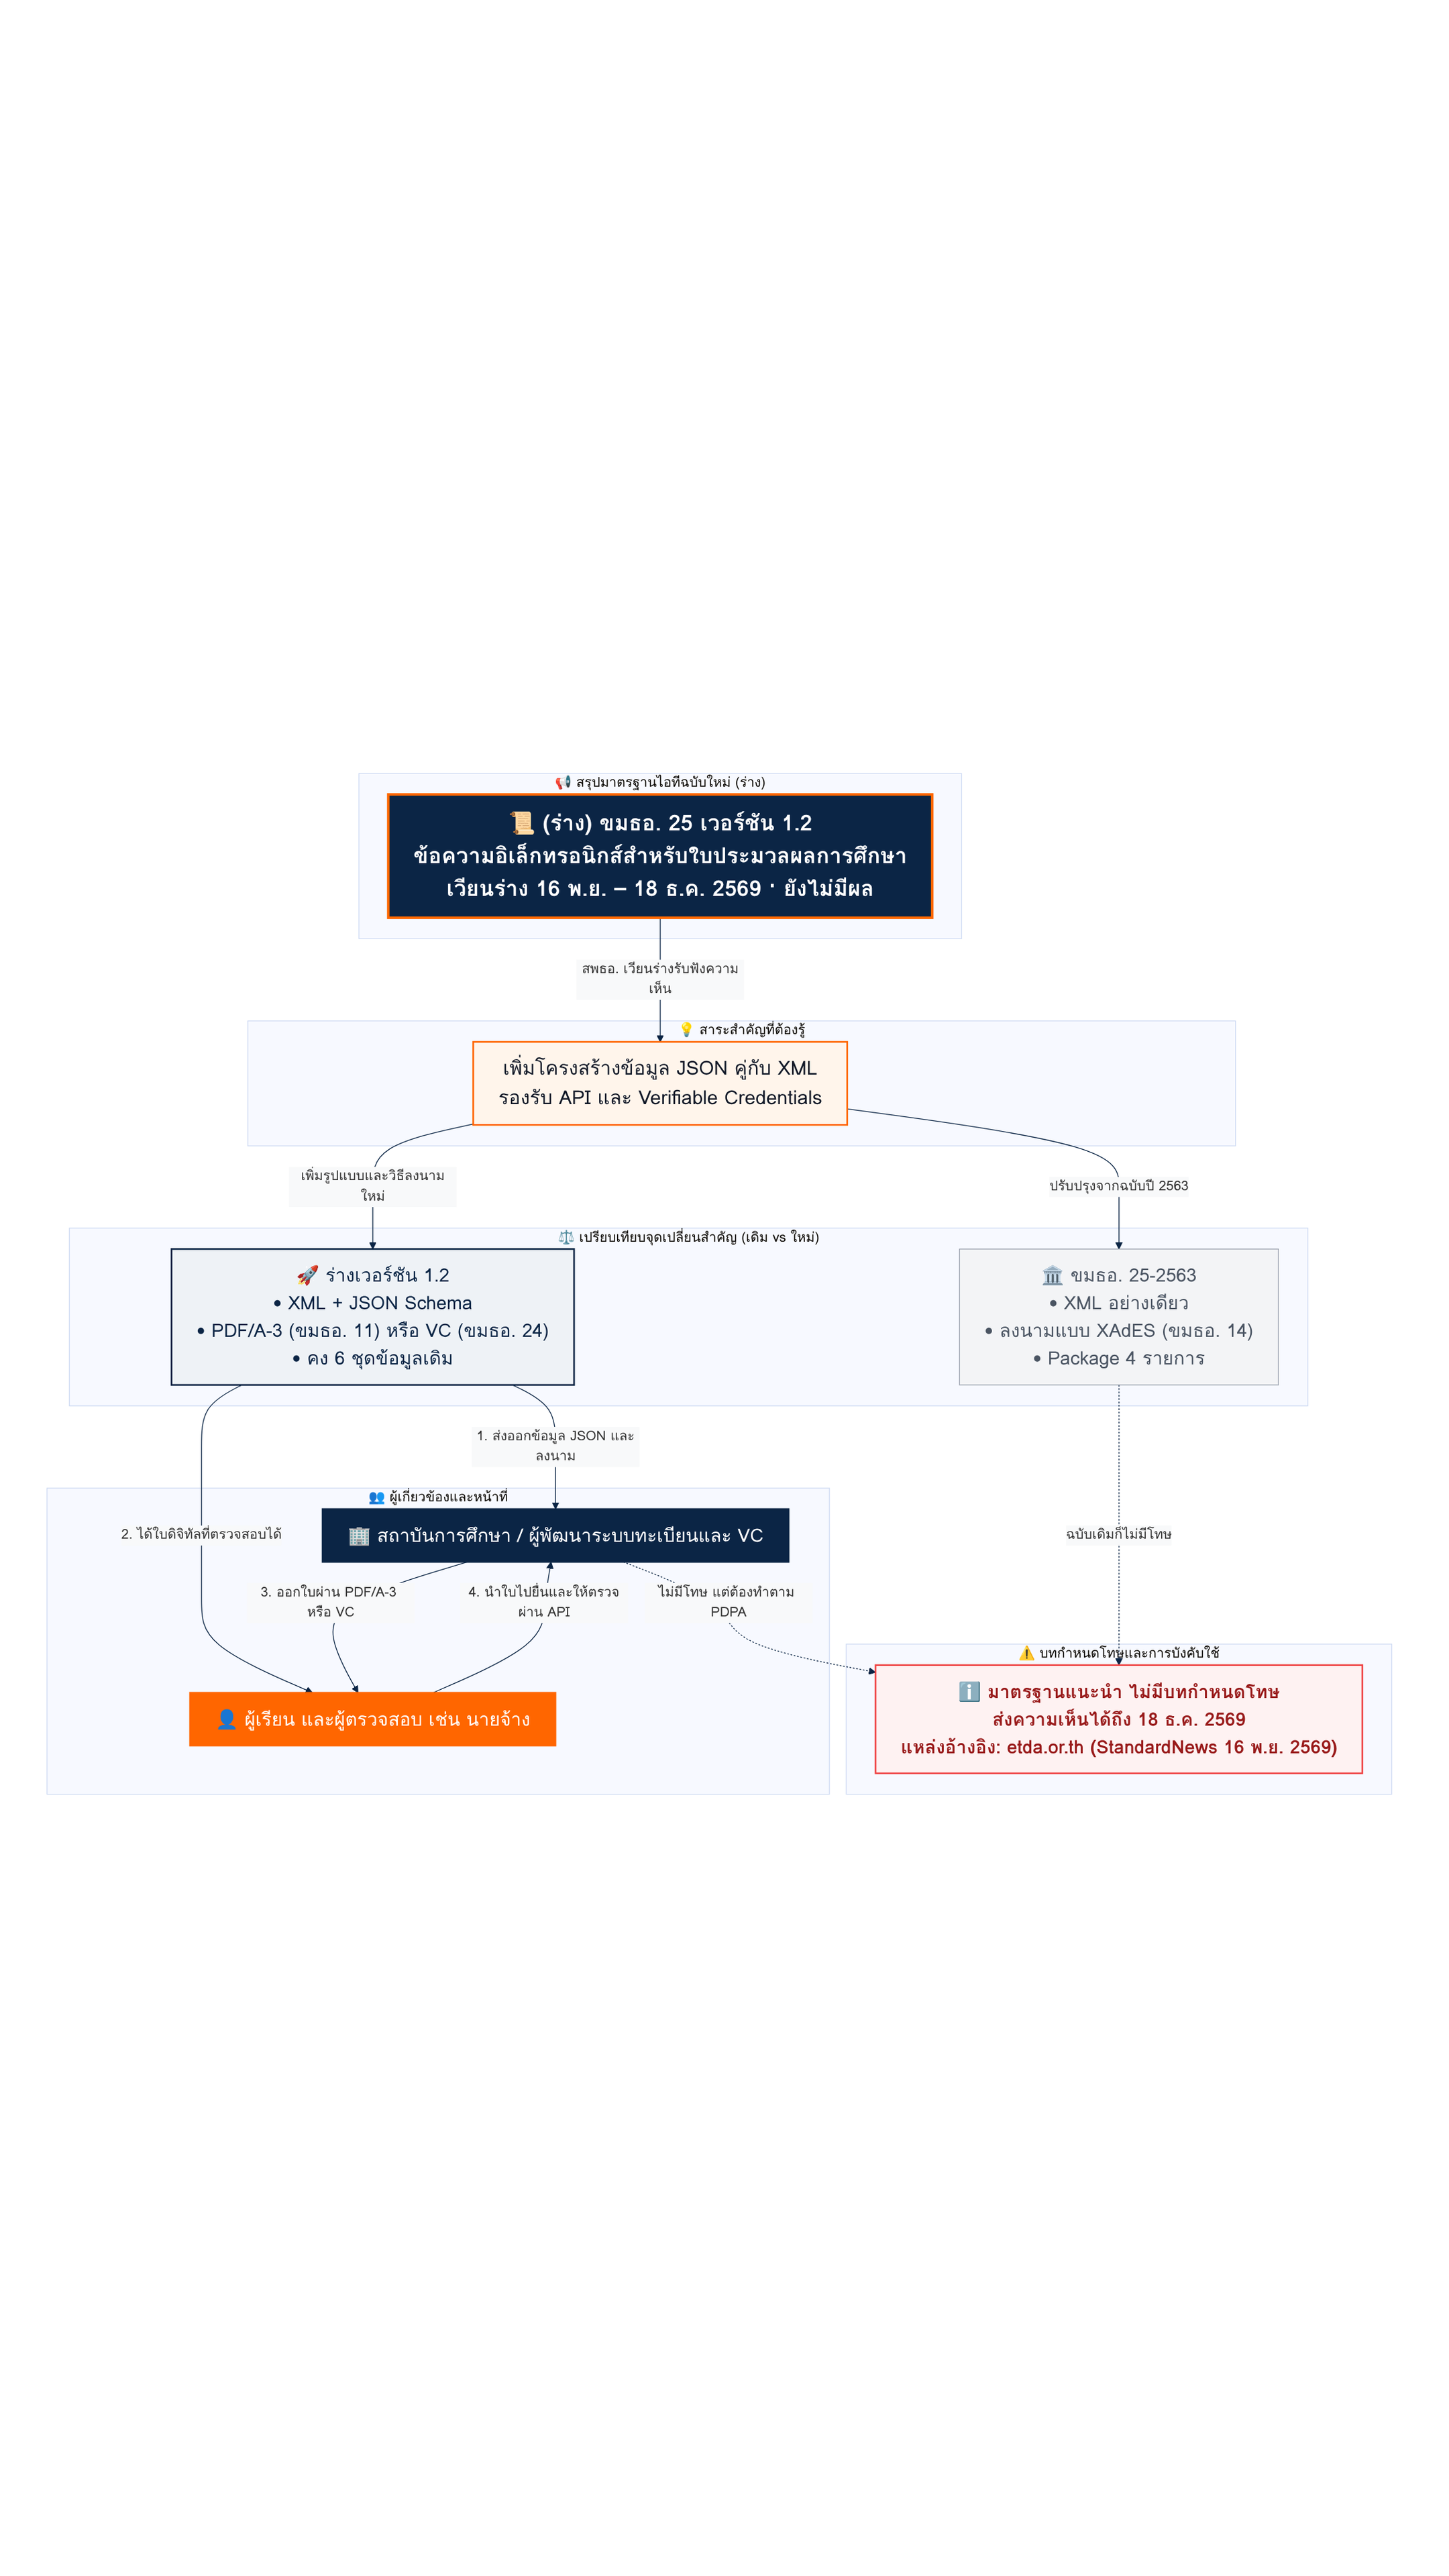 📢 สรุปมาตรฐานไอทีฉบับใหม่ (ร่าง)
📜 (ร่าง) ขมธอ. 25 เวอร์ชัน 1.2
ข้อความอิเล็กทรอนิกส์สำหรับใบประมวลผลการศึกษา
เวียนร่าง 16 พ.ย. – 18 ธ.ค. 2569 · ยังไม่มีผล
สพธอ. เวียนร่างรับฟังความ
เห็น
💡 สาระสำคัญที่ต้องรู้
เพิ่มโครงสร้างข้อมูล JSON คู่กับ XML
รองรับ API และ Verifiable Credentials
เพิ่มรูปแบบและวิธีลงนาม
ใหม่
ปรับปรุงจากฉบับปี 2563
⚖️ เปรียบเทียบจุดเปลี่ยนสำคัญ (เดิม vs ใหม่)
🚀 ร่างเวอร์ชัน 1.2
• XML + JSON Schema
• PDF/A-3 (ขมธอ. 11) หรือ VC (ขมธอ. 24)
• คง 6 ชุดข้อมูลเดิม
🏛️ ขมธอ. 25-2563
• XML อย่างเดียว
• ลงนามแบบ XAdES (ขมธอ. 14)
• Package 4 รายการ
1. ส่งออกข้อมูล JSON และ
ลงนาม
👥 ผู้เกี่ยวข้องและหน้าที่
2. ได้ใบดิจิทัลที่ตรวจสอบได้
🏢 สถาบันการศึกษา / ผู้พัฒนาระบบทะเบียนและ VC
ฉบับเดิมก็ไม่มีโทษ
3. ออกใบผ่าน PDF/A-3
หรือ VC
4. นำใบไปยื่นและให้ตรวจ
ผ่าน API
ไม่มีโทษ แต่ต้องทำตาม
PDPA
⚠️ บทกำหนดโทษและการบังคับใช้
👤 ผู้เรียน และผู้ตรวจสอบ เช่น นายจ้าง
ℹ️ มาตรฐานแนะนำ ไม่มีบทกำหนดโทษ
ส่งความเห็นได้ถึง 18 ธ.ค. 2569
แหล่งอ้างอิง: etda.or.th (StandardNews 16 พ.ย. 2569)